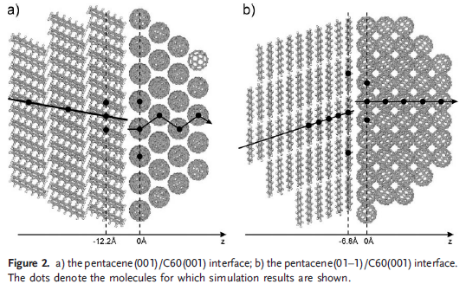 a)
b)
-12.2Å 0Å z
-6.8Å 0Å z
Figure 2. a) the pentacene(001)/C60(001) interface; b) the pentacene(01–1)/C60(001) interface.
The dots denote the molecules for which simulation results are shown.